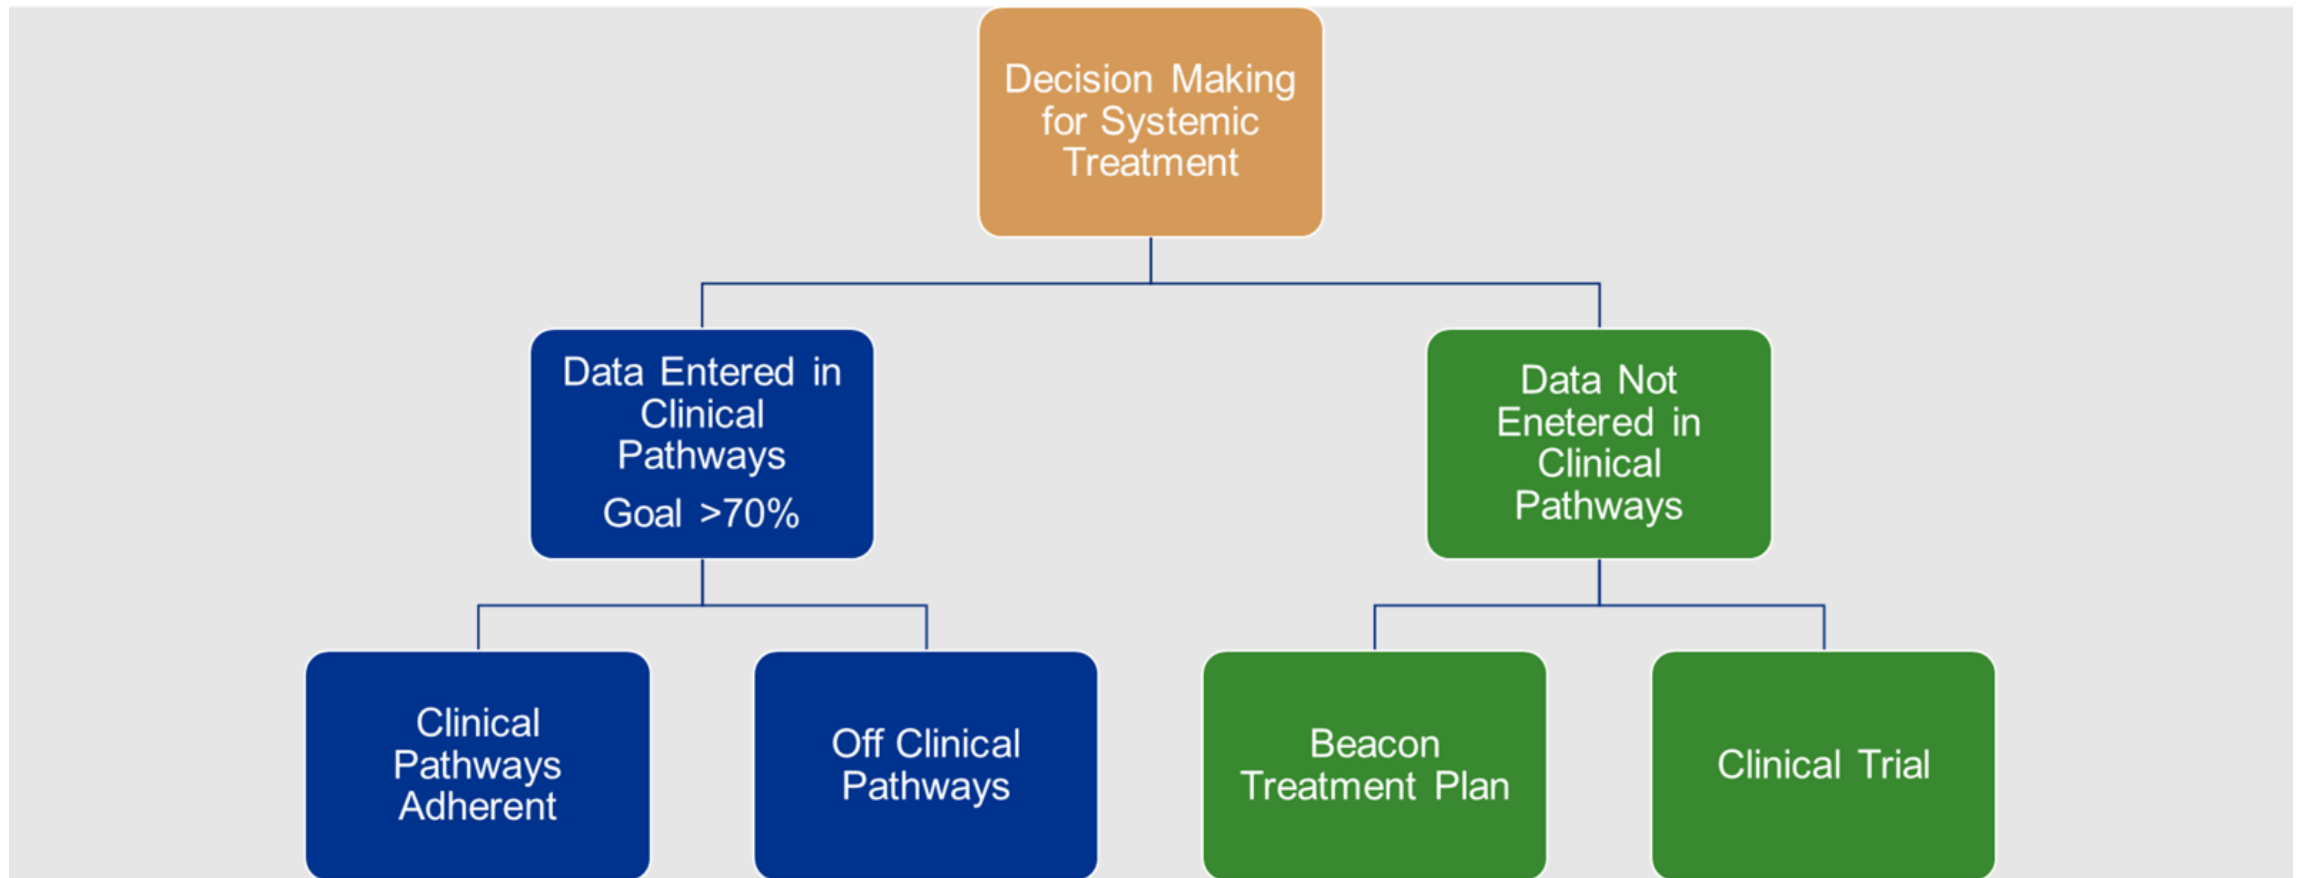 Decision Making
for Systemic
Treatment
Data Entered in
Clinical
Pathways
Goal >70%
Data Not
Enetered in
Clinical
Pathways
Clinical
Pathways
Adherent
Off Clinical
Pathways
Beacon
Treatment Plan
Clinical Trial